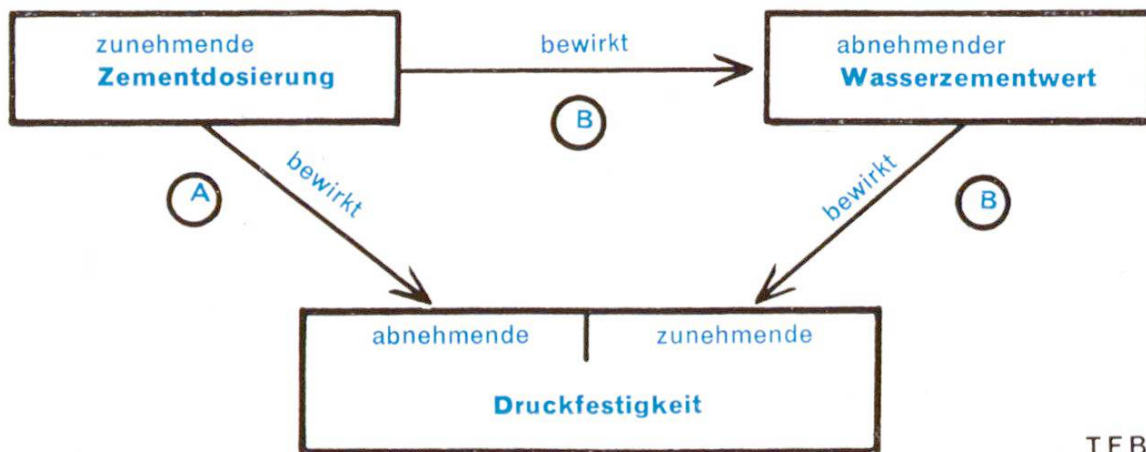 zunehmende
Zementdosierung
bewirkt
abnehmender
Wasserzementwert
B
A
bewirkt
bewirkt
B
abnehmende
zunehmende
Druckfestigkeit
TFB